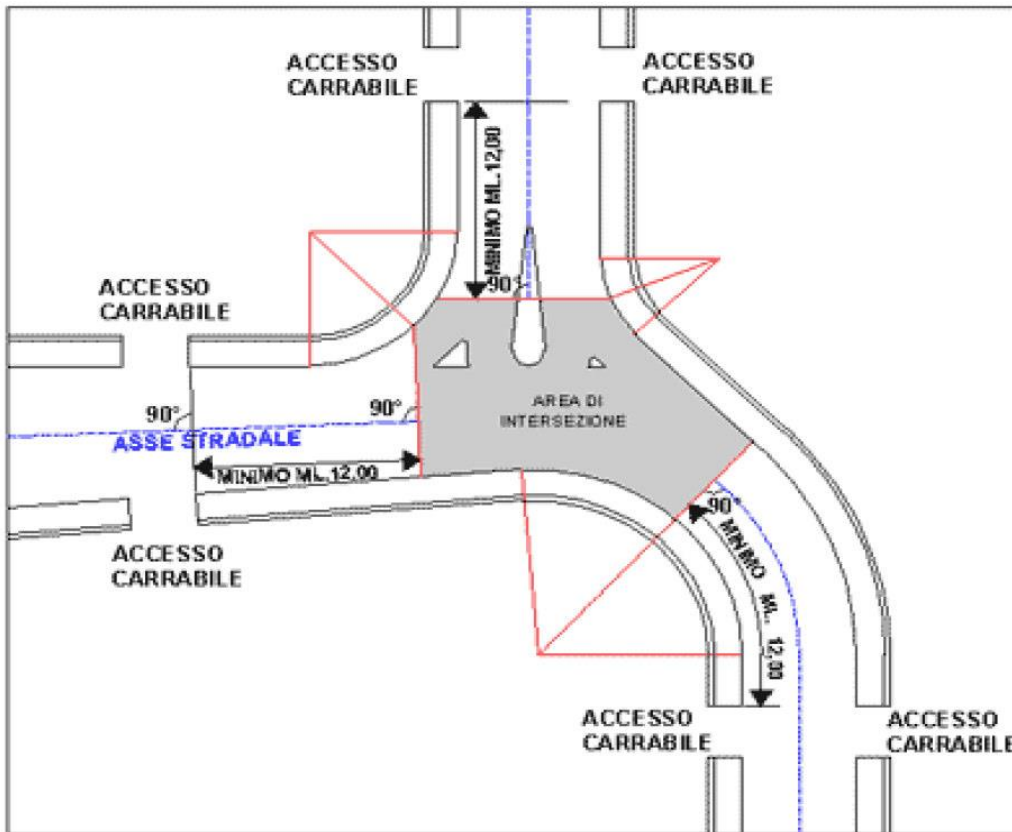 ACCESSO
CARRABILE
ACCESSO
CARRABILE
MINIMO ML.12,00
90°
ACCESSO
CARRABILE
AREA DI
INTERSEZIONE
90°
90°
ASSE STRADALE
MINIMO ML.12,00
90°
MINIMO ML. 12,00
ACCESSO
CARRABILE
ACCESSO
CARRABILE
ACCESSO
CARRABILE